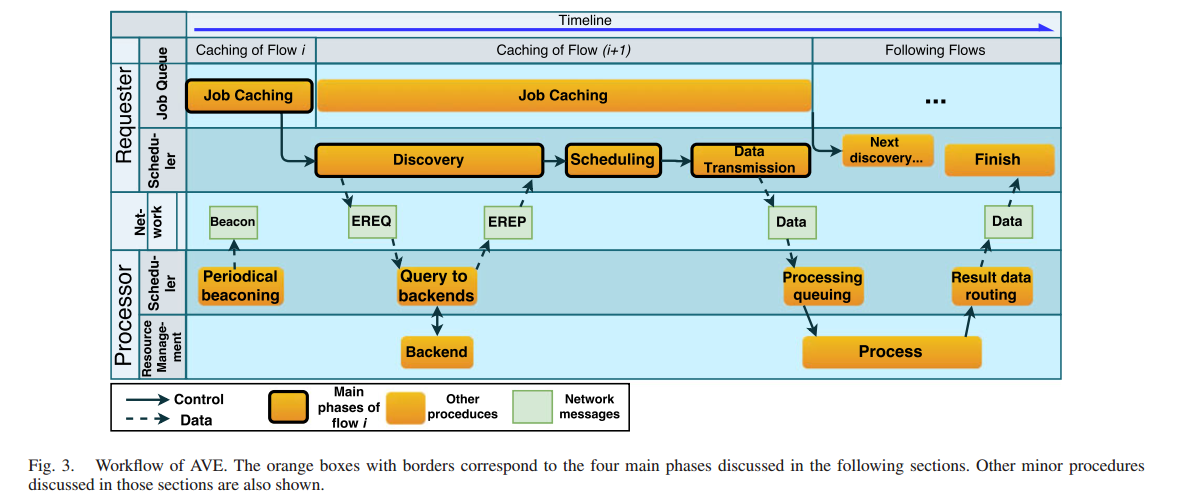 Timeline
Caching of Flow i
Caching of Flow (i+1)
Following Flows
Requester
Job Queue
Job Caching
Job Caching
...
Schedu-
ler
Discovery
Scheduling
Data
Transmission
Next
discovery...
Finish
Net-
work
Beacon
EREQ
EREP
Data
Data
Processor
Schedu-
ler
Periodical
beaconing
Query to
backends
Processing
queuing
Result data
routing
Resource
Manage-
ment
Backend
Process
Control
Data
Main
phases of
flow i
Other
proceduces
Network
messages
Fig. 3. Workflow of AVE. The orange boxes with borders correspond to the four main phases discussed in the following sections. Other minor procedures
discussed in those sections are also shown.